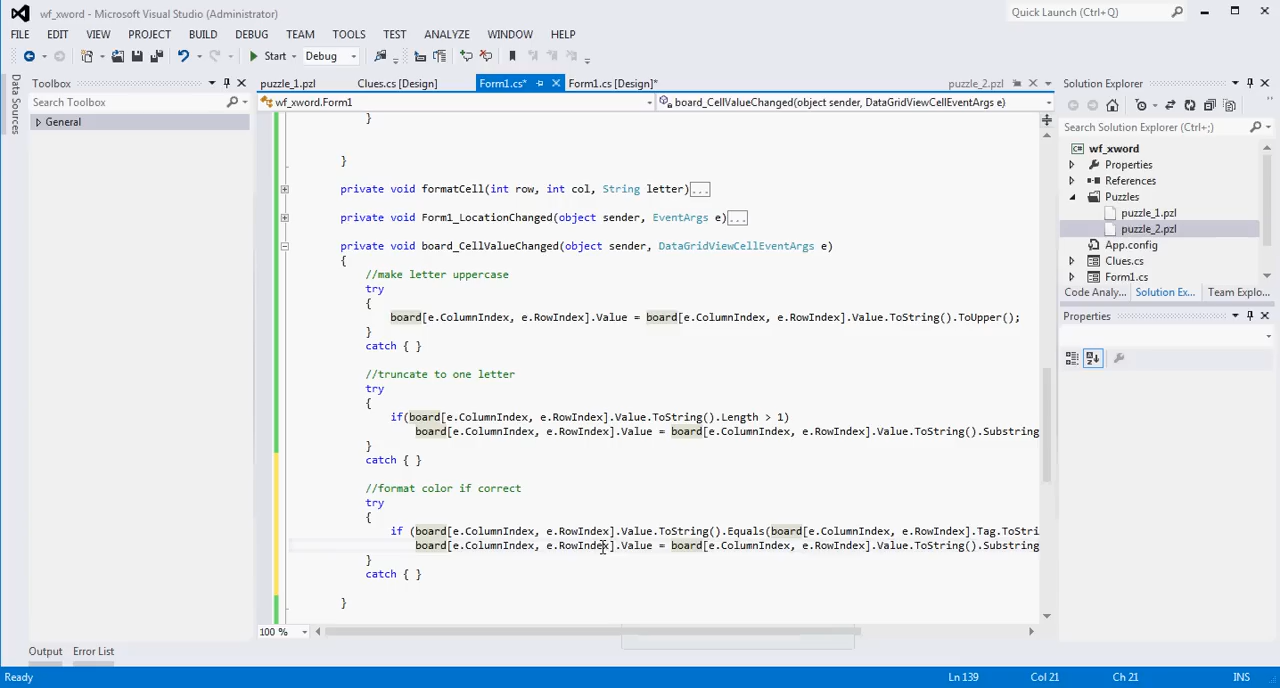 wf_xword - Microsoft Visual Studio (Administrator)
Quick Launch (Ctrl+Q)
FILE EDIT VIEW PROJECT BUILD DEBUG TEAM TOOLS TEST ANALYZE WINDOW HELP
Start Debug
Data Sources
Toolbox
Search Toolbox
General
puzzle_1.pzl Clues.cs [Design] Form1.cs* Form1.cs [Design]* puzzle_2.pzl
wf_xword.Form1 board_CellValueChanged(object sender, DataGridViewCellEventArgs e)
}
}
private void formatCell(int row, int col, String letter)...
private void Form1_LocationChanged(object sender, EventArgs e)...
private void board_CellValueChanged(object sender, DataGridViewCellEventArgs e)
{
//make letter uppercase
try
{
board[e.ColumnIndex, e.RowIndex].Value = board[e.ColumnIndex, e.RowIndex].Value.ToString().ToUpper();
}
catch { }
//truncate to one letter
try
{
if(board[e.ColumnIndex, e.RowIndex].Value.ToString().Length > 1)
board[e.ColumnIndex, e.RowIndex].Value = board[e.ColumnIndex, e.RowIndex].Value.ToString().Substring
}
catch { }
//format color if correct
try
{
if (board[e.ColumnIndex, e.RowIndex].Value.ToString().Equals(board[e.ColumnIndex, e.RowIndex].Tag.ToStri
board[e.ColumnIndex, e.RowIndex].Value = board[e.ColumnIndex, e.RowIndex].Value.ToString().Substring
}
catch { }
}
100 %
Solution Explorer
Search Solution Explorer (Ctrl+;)
wf_xword
Properties
References
Puzzles
puzzle_1.pzl
puzzle_2.pzl
App.config
Clues.cs
Form1.cs
Code Analy... Solution Ex... Team Explo...
Properties
Output Error List
Ready Ln 139 Col 21 Ch 21 INS